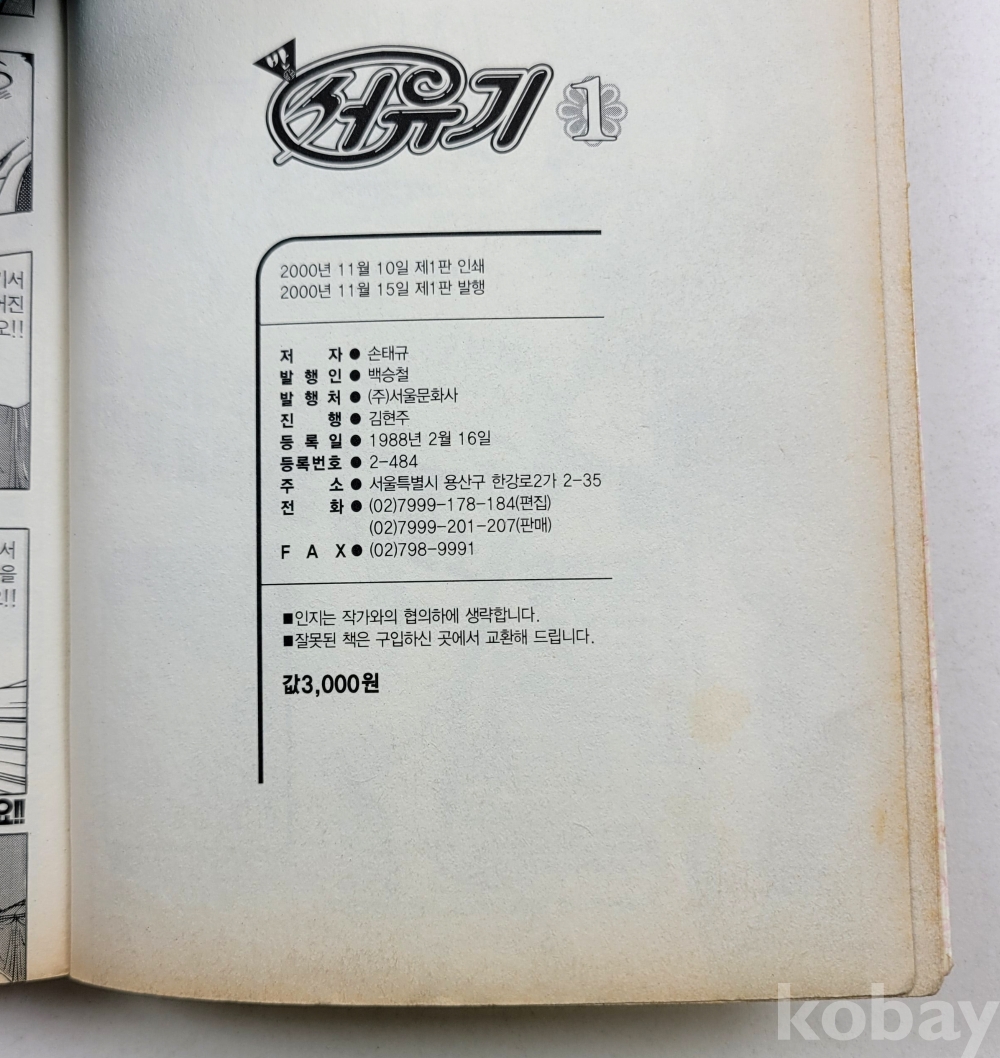 서유기 1
2000년 11월 10일 제1판 인쇄
2000년 11월 15일 제1판 발행
저 자 ● 손태규
발 행 인 ● 백승철
발 행 처 ● (주)서울문화사
진 행 ● 김현주
등 록 일 ● 1988년 2월 16일
등록번호 ● 2-484
주 소 ● 서울특별시 용산구 한강로2가 2-35
전 화 ● (02)7999-178-184(편집)
(02)7999-201-207(판매)
F A X ● (02)798-9991
■인지는 작가와의 협의하에 생략합니다.
■잘못된 책은 구입하신 곳에서 교환해 드립니다.
값3,000원
서
진
요!!
서
을
!!
요!!
kobay